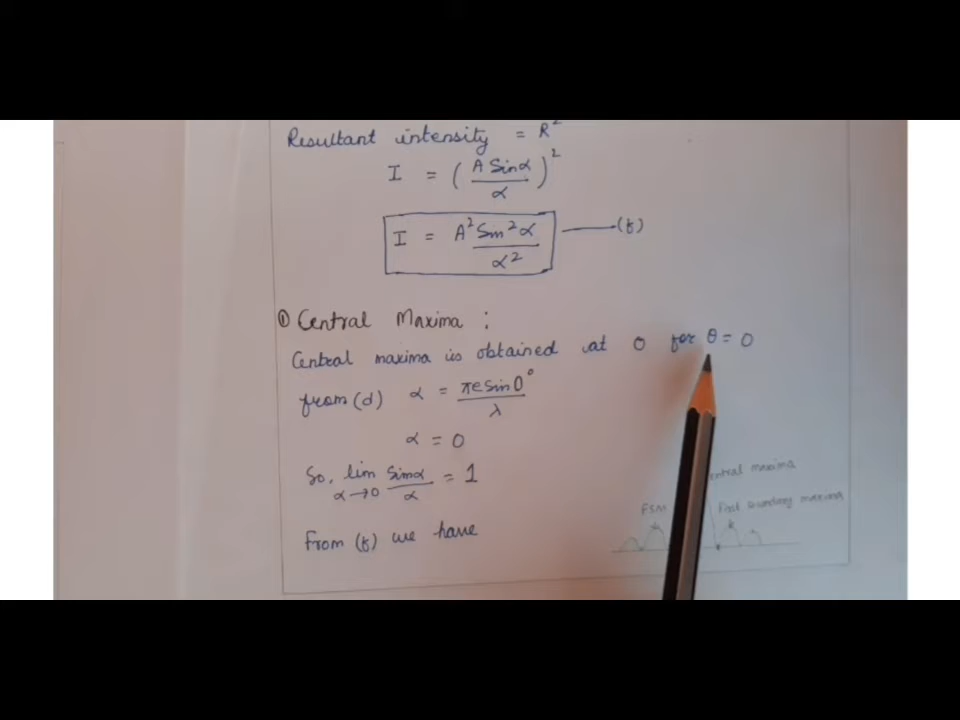 Resultant intensity = R²
I = (A Sinα / α)²
I = A² Sin²α / α² —(f)
① Central Maxima :
Central maxima is obtained at O for θ = 0
from (d) α = πe sin 0° / λ
α = 0
So, lim α→0 Sinα / α = 1
entral maxima
FSM First secondary maxima
From (f) we have